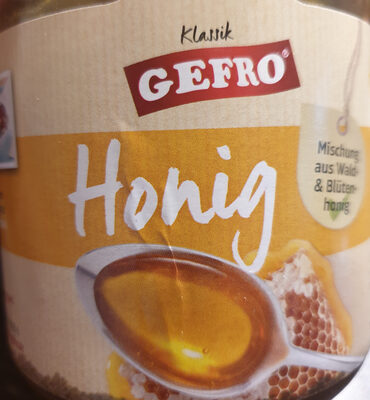 Klassik
GEFRO®
Honig
Mischung
aus Wald-
& Blüten-
honig